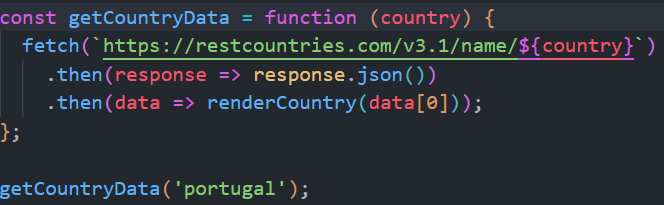 const getCountryData = function (country) {
  fetch(`https://restcountries.com/v3.1/name/${country}`)
    .then(response => response.json())
    .then(data => renderCountry(data[0]));
};

getCountryData('portugal');